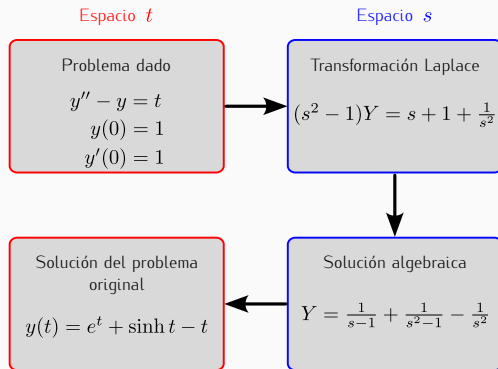 Espacio t
Espacio s
Problema dado
y'' − y = t
y(0) = 1
y'(0) = 1
Transformación Laplace
(s² − 1)Y = s + 1 + 1/s²
Solución del problema
original
y(t) = eᵗ + sinh t − t
Solución algebraica
Y = 1/(s−1) + 1/(s²−1) − 1/s²